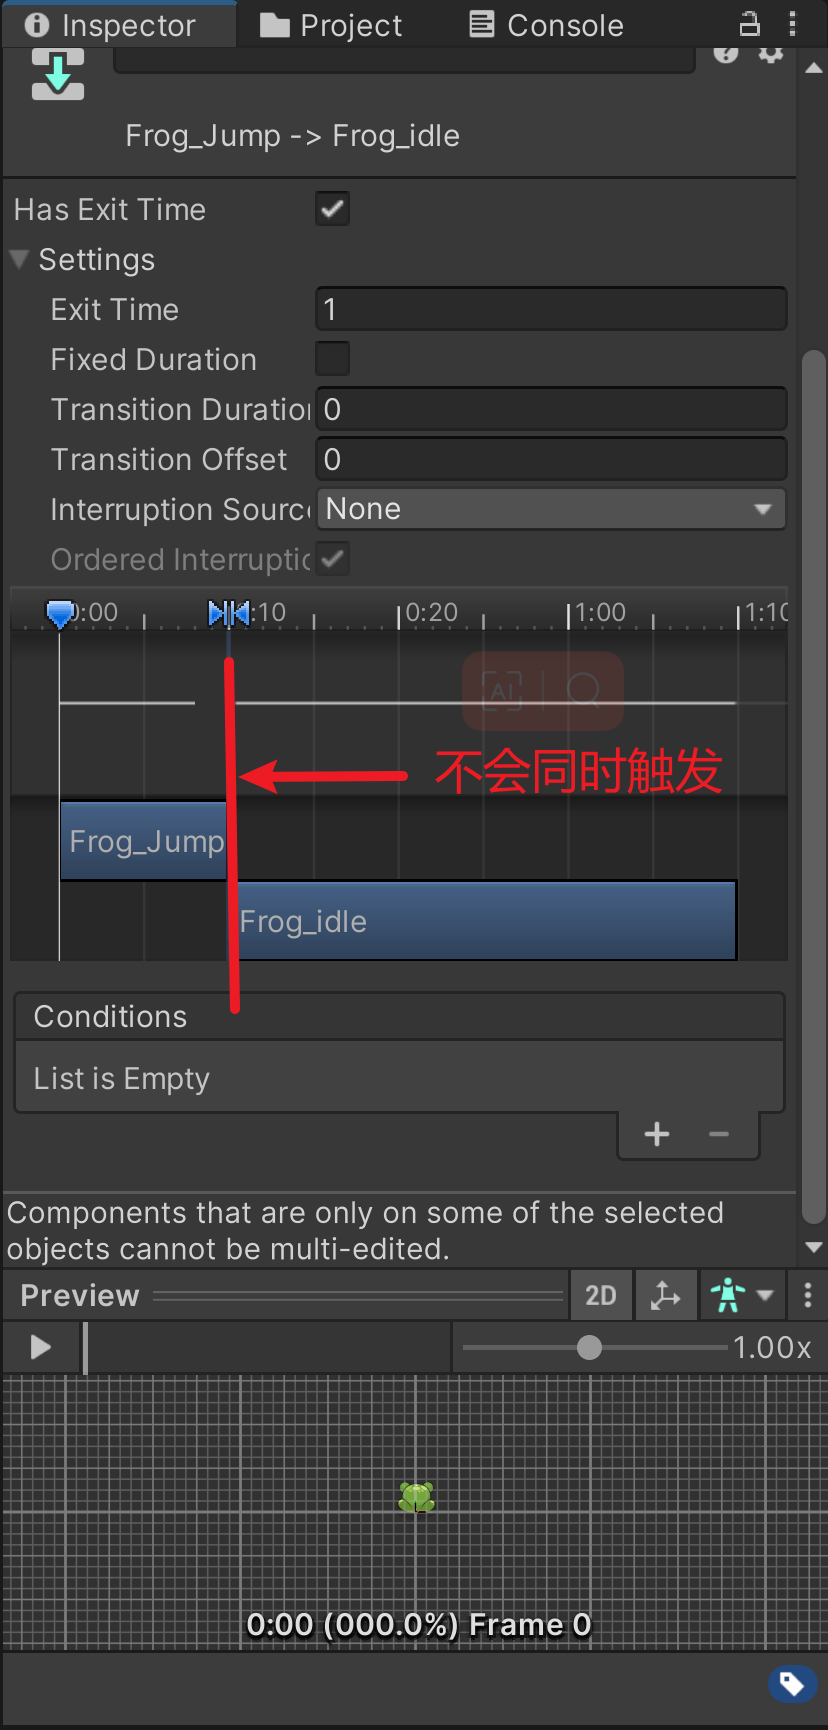 Inspector
Project
Console
Frog_Jump -> Frog_idle
Has Exit Time
Settings
Exit Time
1
Fixed Duration
Transition Duratio
0
Transition Offset
0
Interruption Sourc
None
Ordered Interruptic
0:00
:10
0:20
1:00
1:10
AI
不会同时触发
Frog_Jump
Frog_idle
Conditions
List is Empty
Components that are only on some of the selected
objects cannot be multi-edited.
Preview
2D
1.00x
0:00 (000.0%) Frame 0